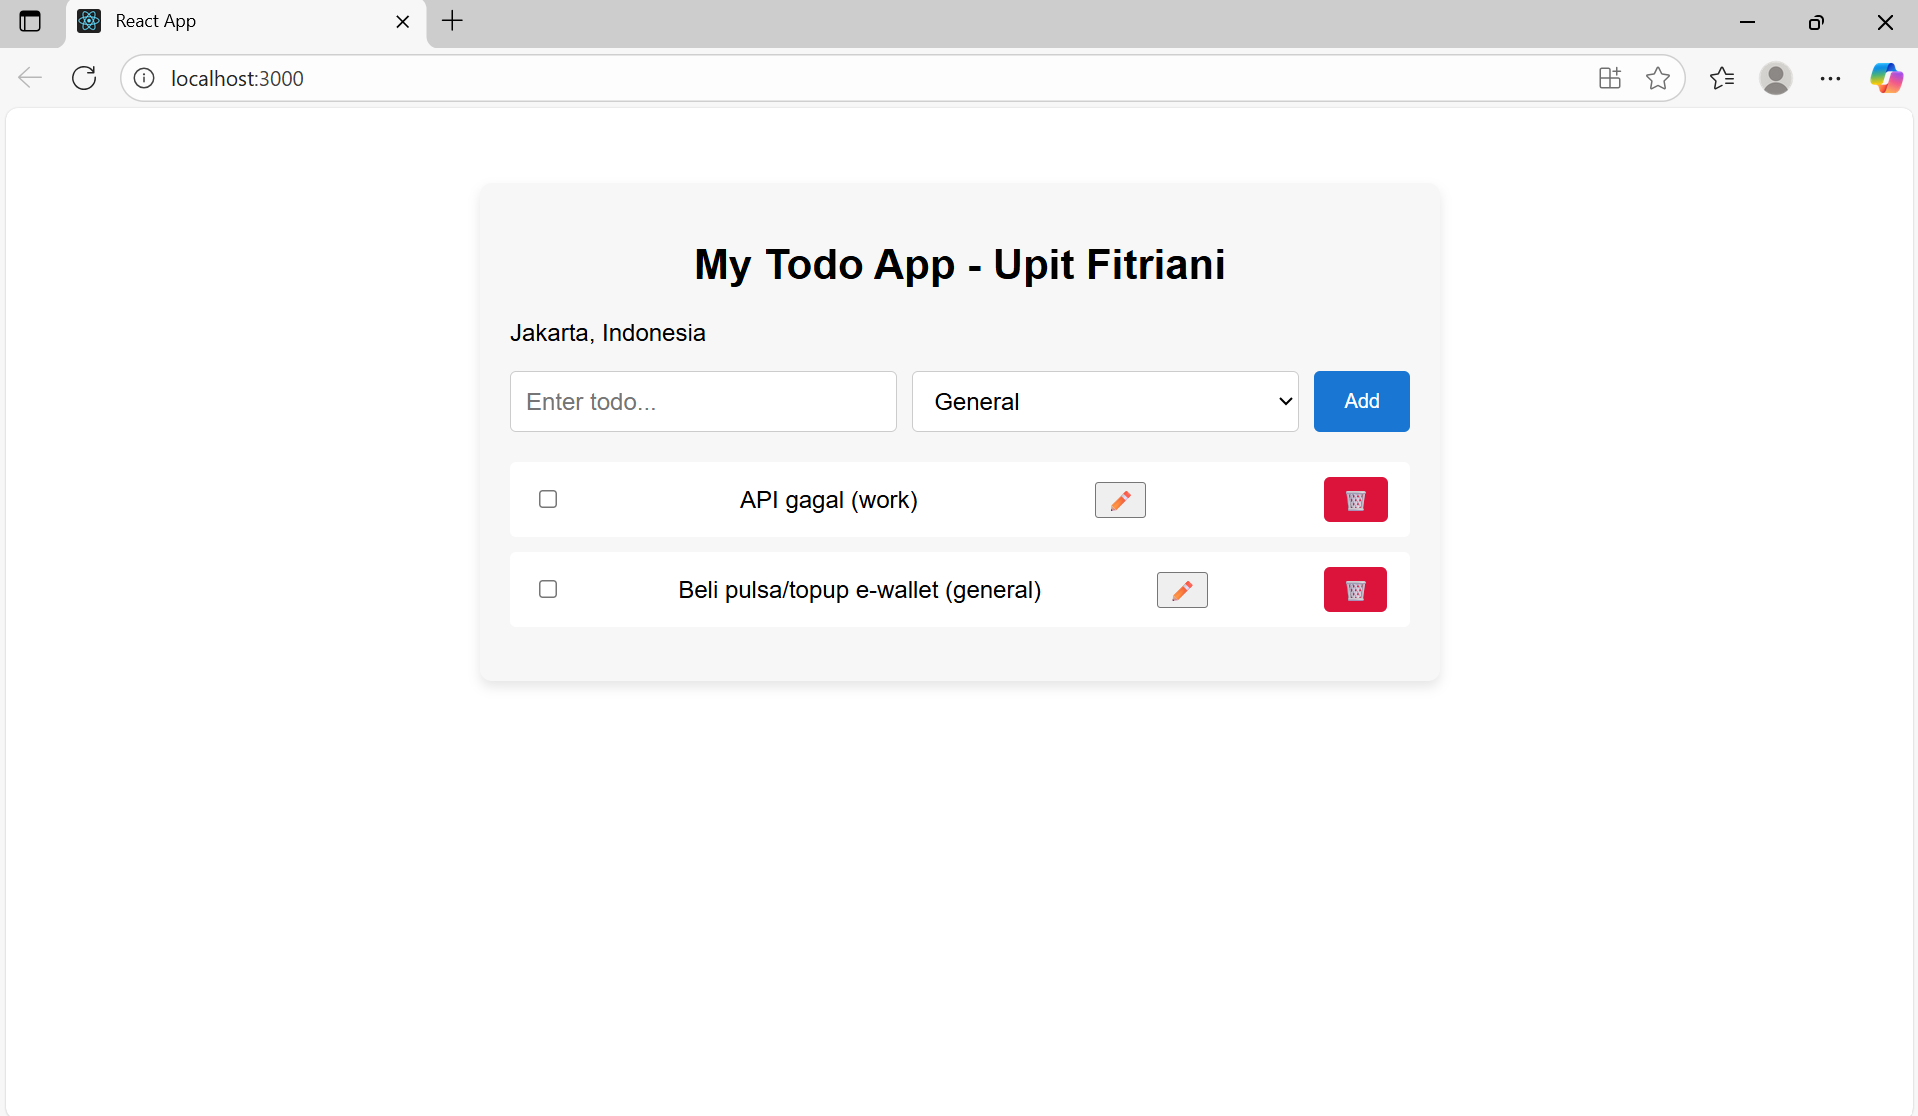 React App
localhost:3000
My Todo App - Upit Fitriani
Jakarta, Indonesia
Enter todo...
General
Add
API gagal (work)
Beli pulsa/topup e-wallet (general)